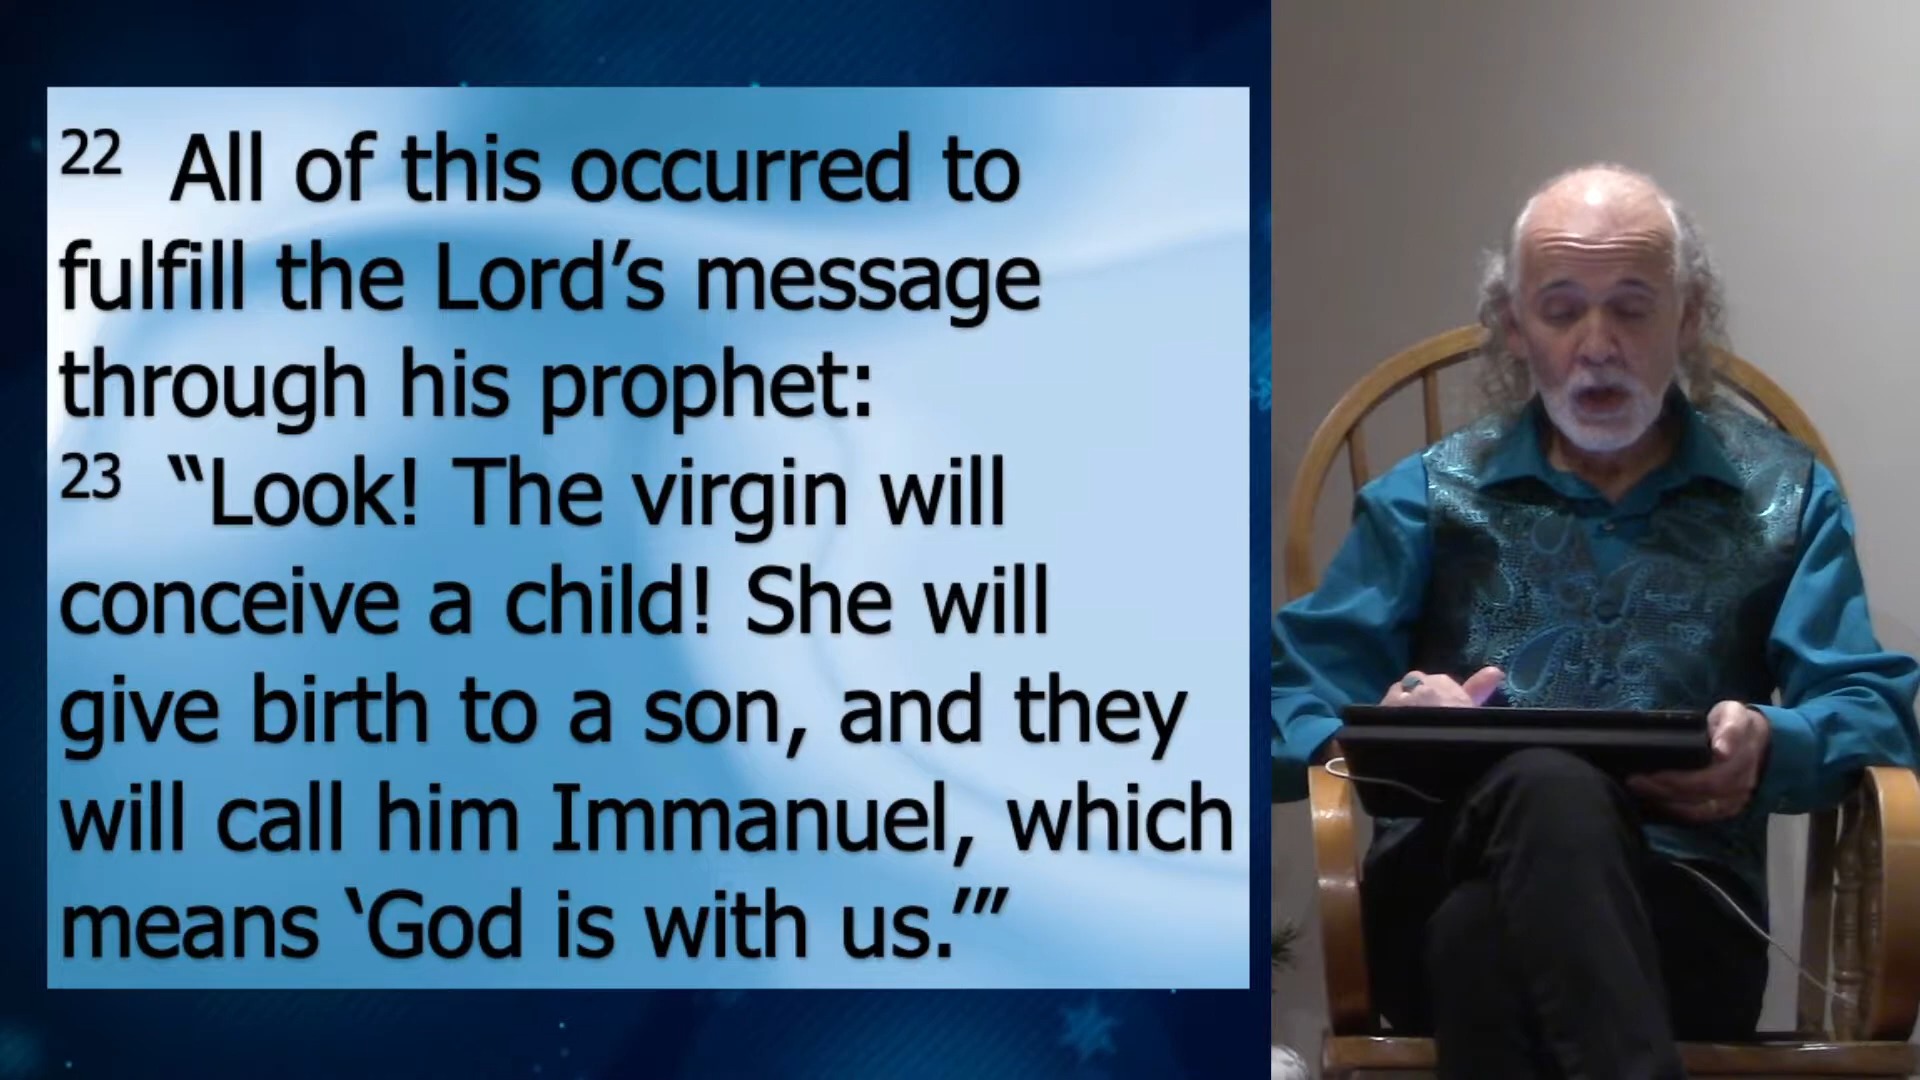 22 All of this occurred to
fulfill the Lord’s message
through his prophet:
23 “Look! The virgin will
conceive a child! She will
give birth to a son, and they
will call him Immanuel, which
means ‘God is with us.’”